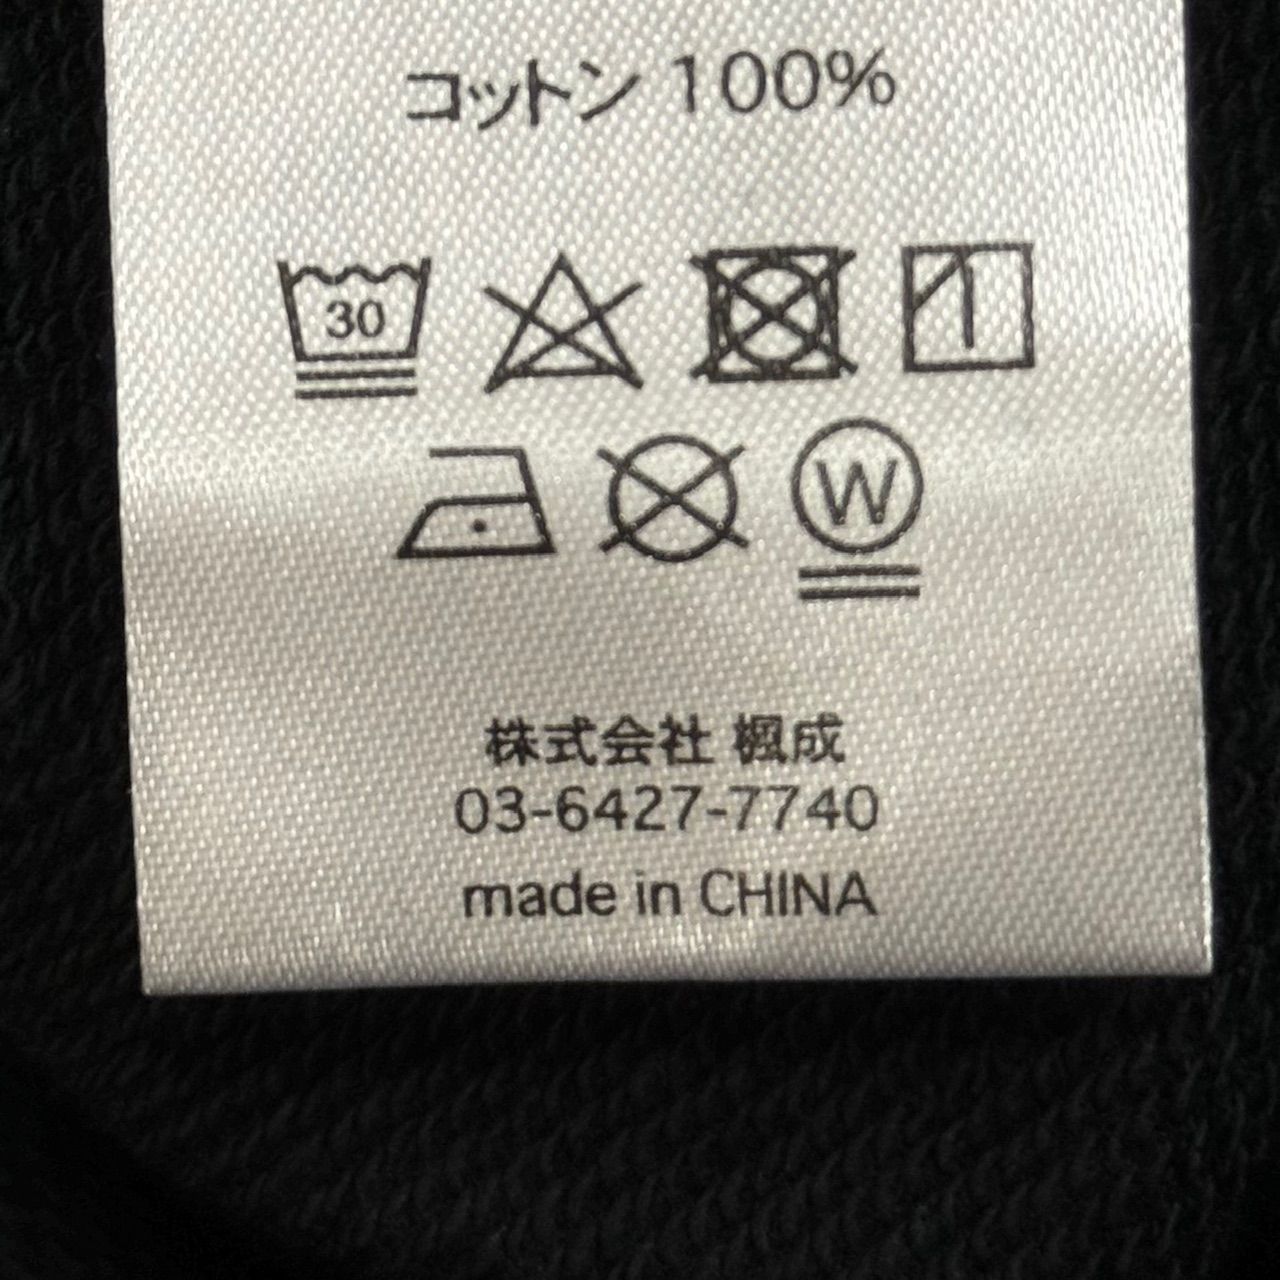 コットン 100%
30
W
株式会社 楓成
03-6427-7740
made in CHINA